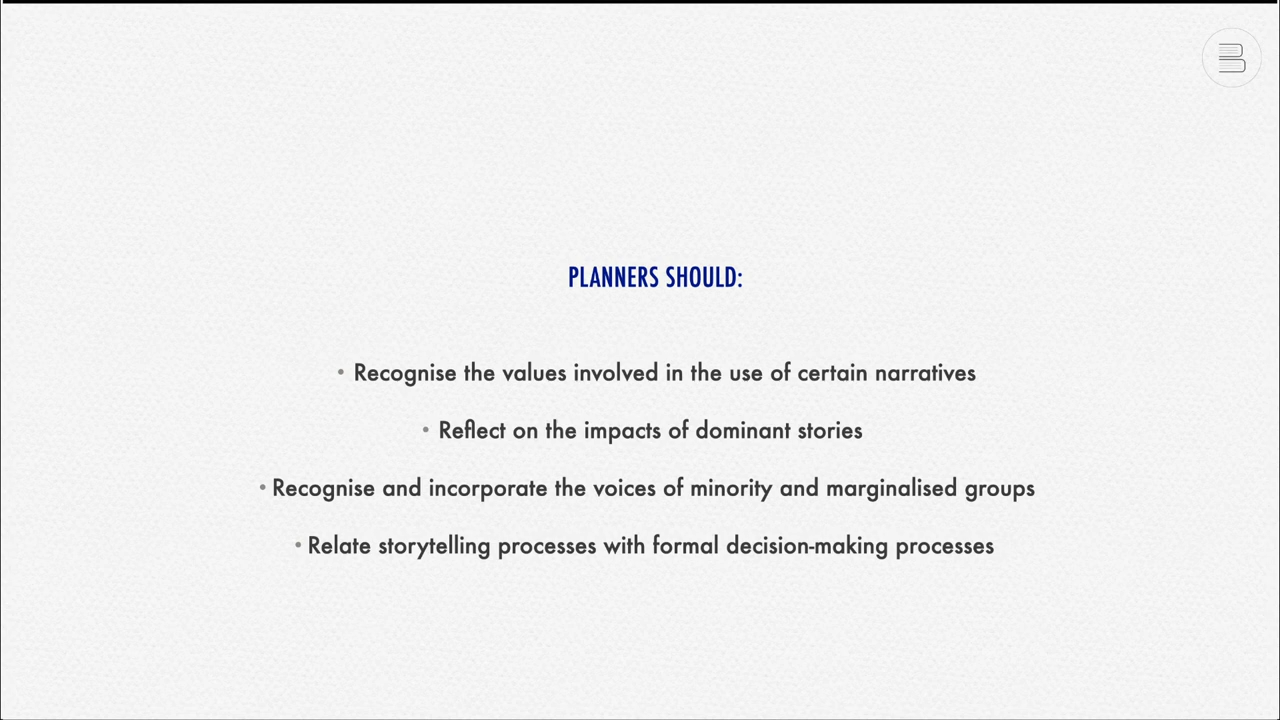 PLANNERS SHOULD:
• Recognise the values involved in the use of certain narratives
• Reflect on the impacts of dominant stories
• Recognise and incorporate the voices of minority and marginalised groups
• Relate storytelling processes with formal decision-making processes